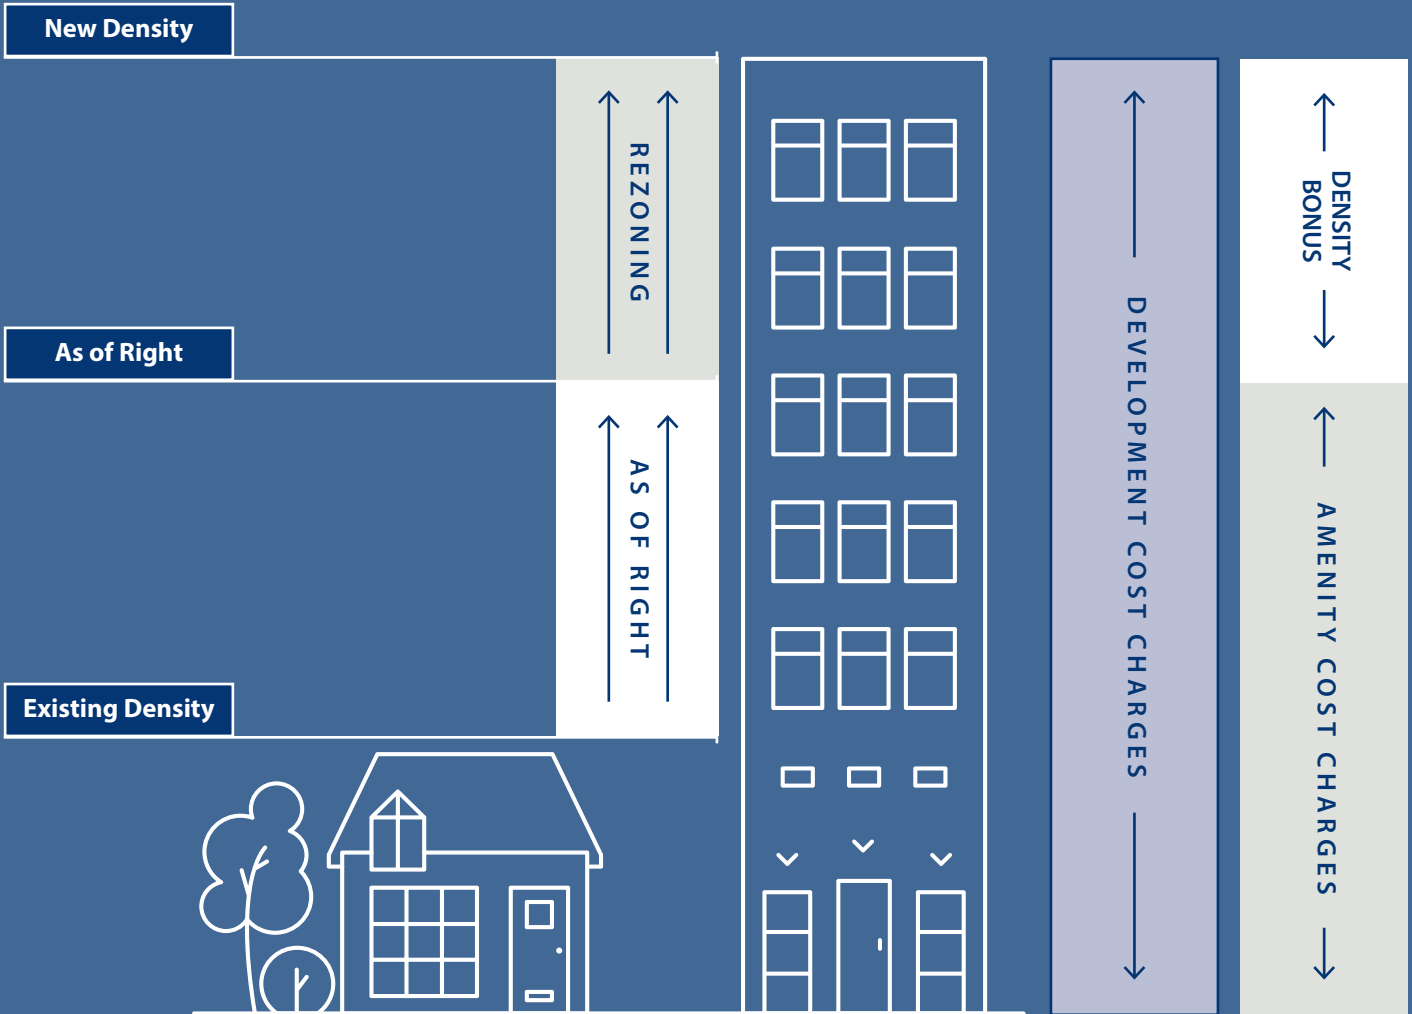 New Density
REZONING
As of Right
AS OF RIGHT
Existing Density
DEVELOPMENT COST CHARGES
DENSITY
BONUS
AMENITY COST CHARGES